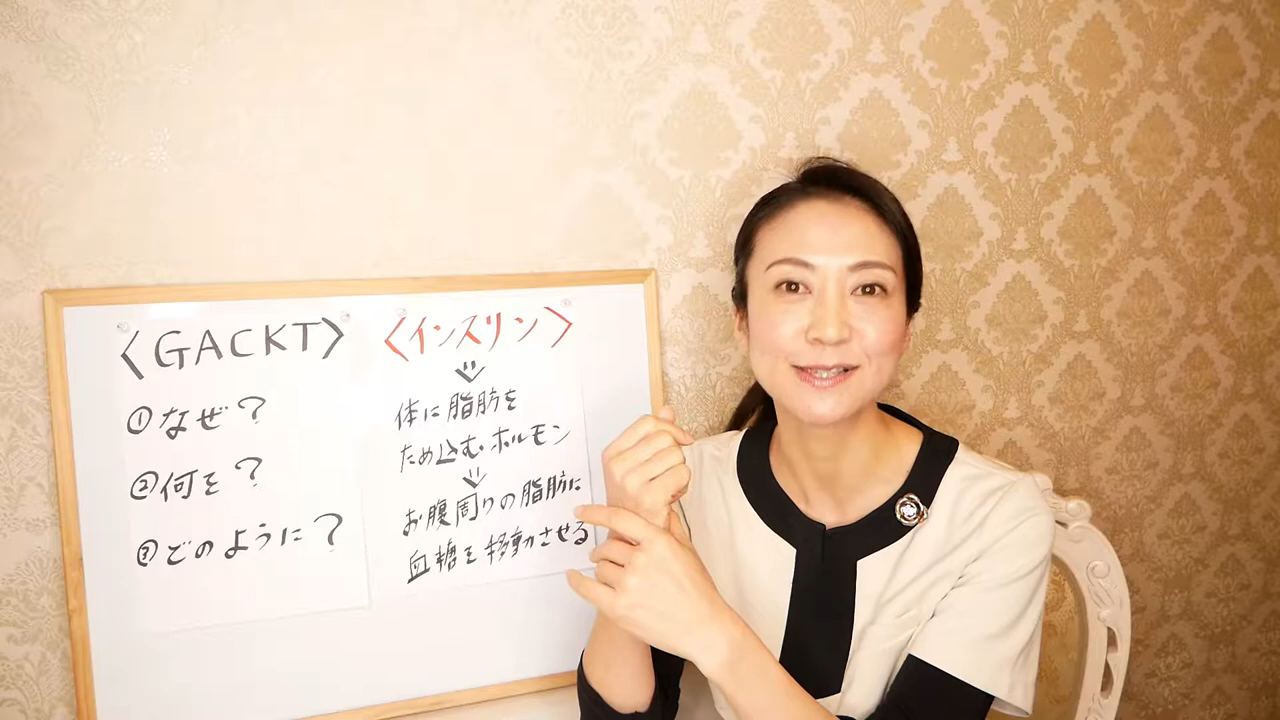 〈GACKT〉
①なぜ？
②何を？
③どのように？
〈インスリン〉
体に脂肪を
ため込むホルモン
お腹周りの脂肪に
血糖を移動させる